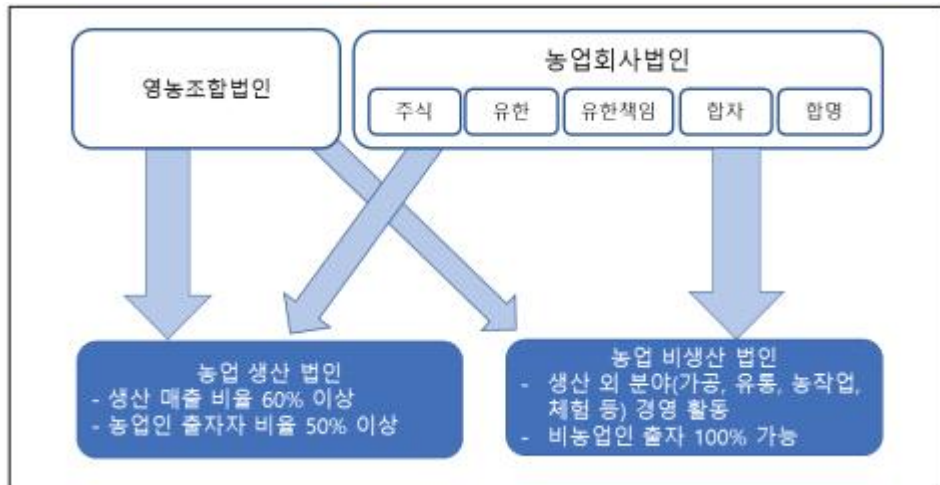 영농조합법인
농업회사법인
주식
유한
유한책임
합자
합명
농업 생산 법인
- 생산 매출 비율 60% 이상
- 농업인 출자자 비율 50% 이상
농업 비생산 법인
- 생산 외 분야(가공, 유통, 농작업,
체험 등) 경영 활동
- 비농업인 출자 100% 가능